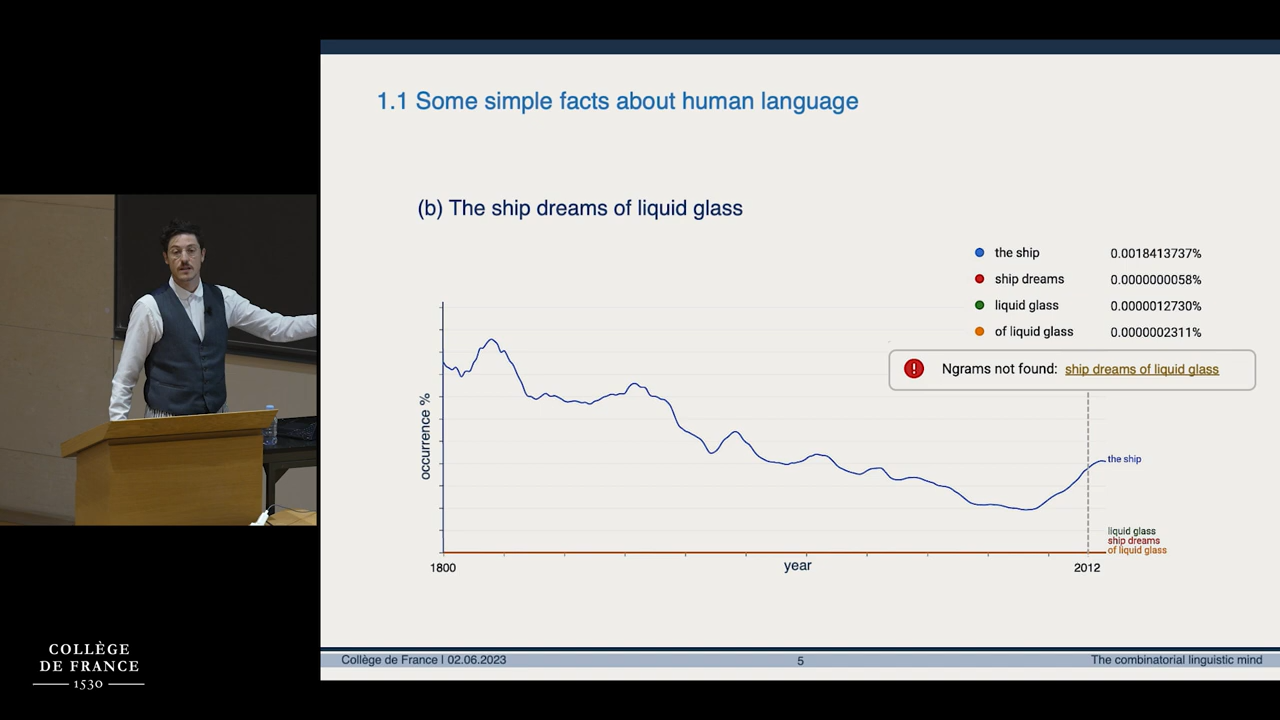 1.1 Some simple facts about human language
(b) The ship dreams of liquid glass
the ship 0.0018413737%
ship dreams 0.0000000058%
liquid glass 0.0000012730%
of liquid glass 0.0000002311%
Ngrams not found: ship dreams of liquid glass
occurrence %
the ship
liquid glass
ship dreams
of liquid glass
1800 year 2012
COLLÈGE
DE FRANCE
1530
Collège de France I 02.06.2023 5 The combinatorial linguistic mind